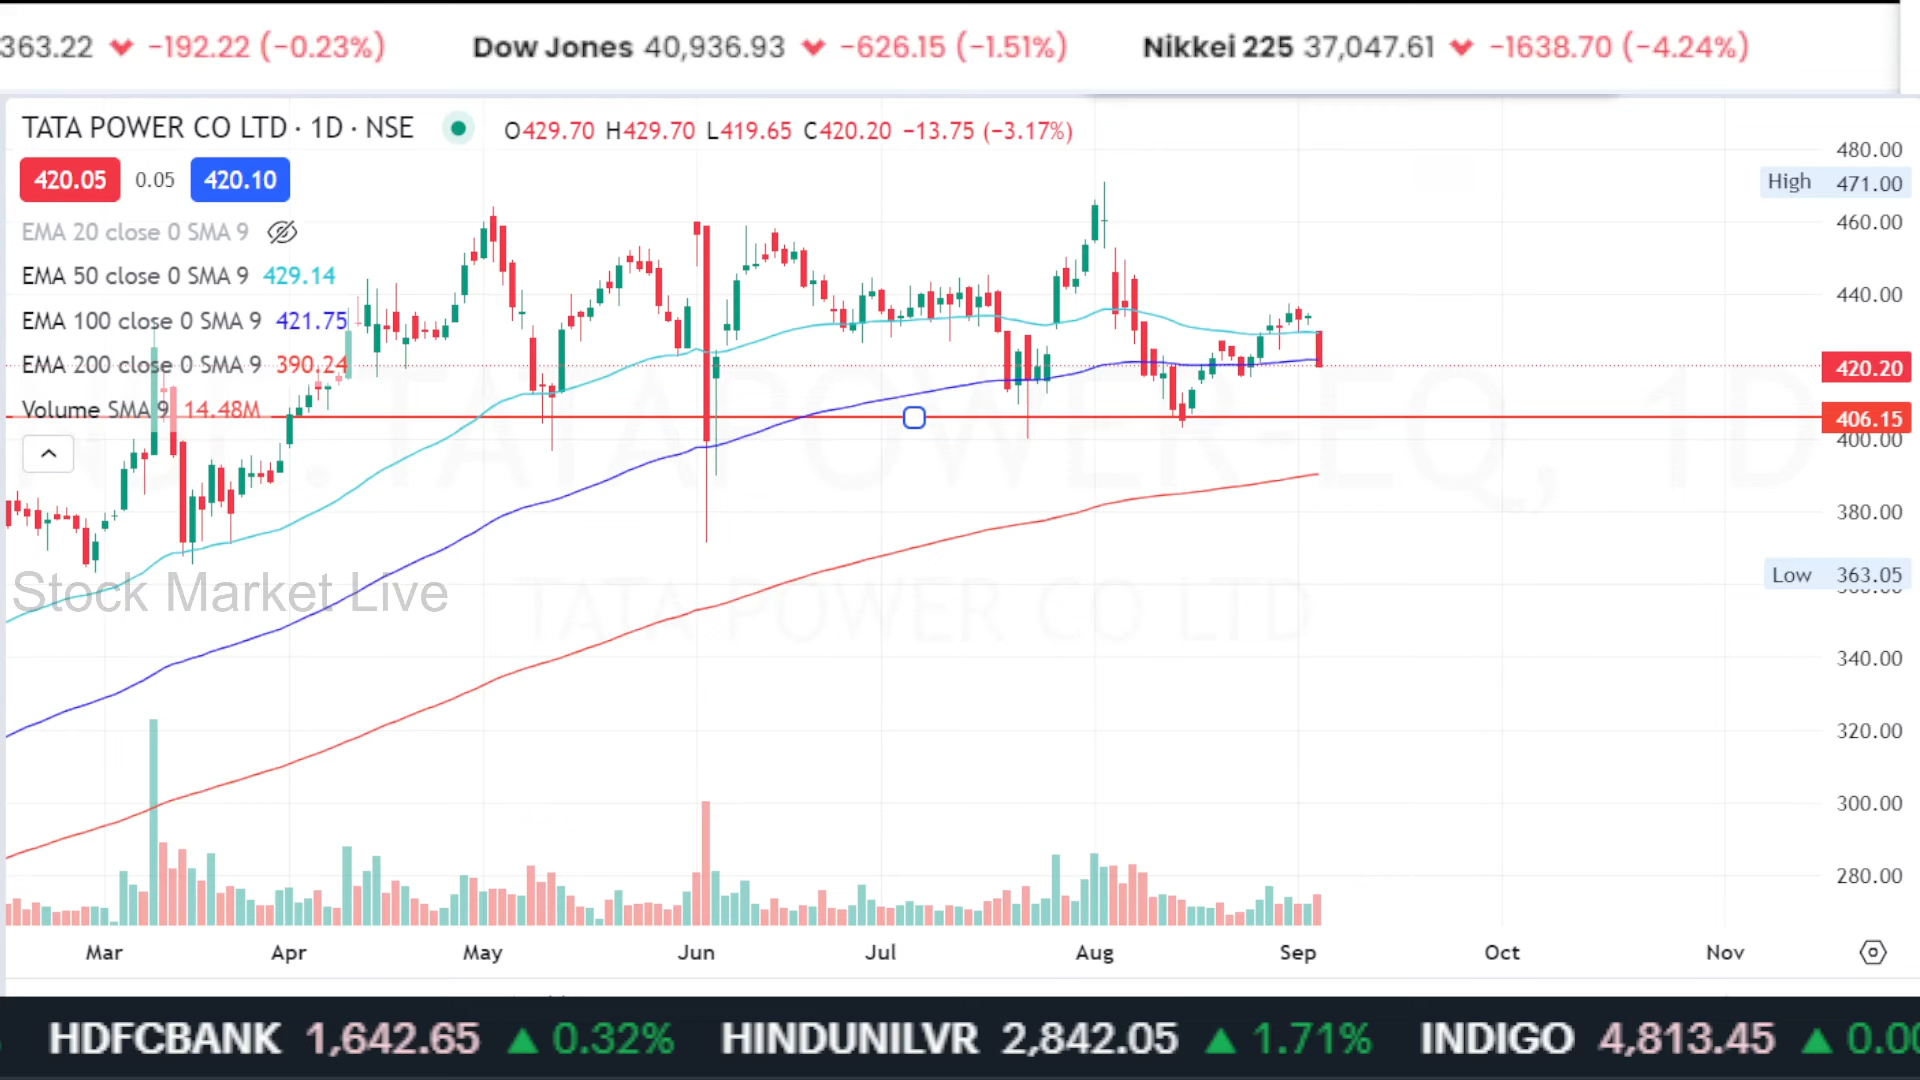 363.22 -192.22 (-0.23%) Dow Jones 40,936.93 -626.15 (-1.51%) Nikkei 225 37,047.61 -1638.70 (-4.24%)
TATA POWER CO LTD · 1D · NSE O429.70 H429.70 L419.65 C420.20 -13.75 (-3.17%)
480.00
420.05 0.05 420.10
High 471.00
460.00
EMA 20 close 0 SMA 9
EMA 50 close 0 SMA 9 429.14
440.00
EMA 100 close 0 SMA 9 421.75
EMA 200 close 0 SMA 9 390.24
420.20
Volume SMA 9 14.48M
406.15
400.00
TATAPOWER EQ, 1D
380.00
Low 363.05
360.00
Stock Market Live
TATA POWER CO LTD
340.00
320.00
300.00
280.00
Mar Apr May Jun Jul Aug Sep Oct Nov
HDFCBANK 1,642.65 ▲ 0.32% HINDUNILVR 2,842.05 ▲ 1.71% INDIGO 4,813.45 ▲ 0.00